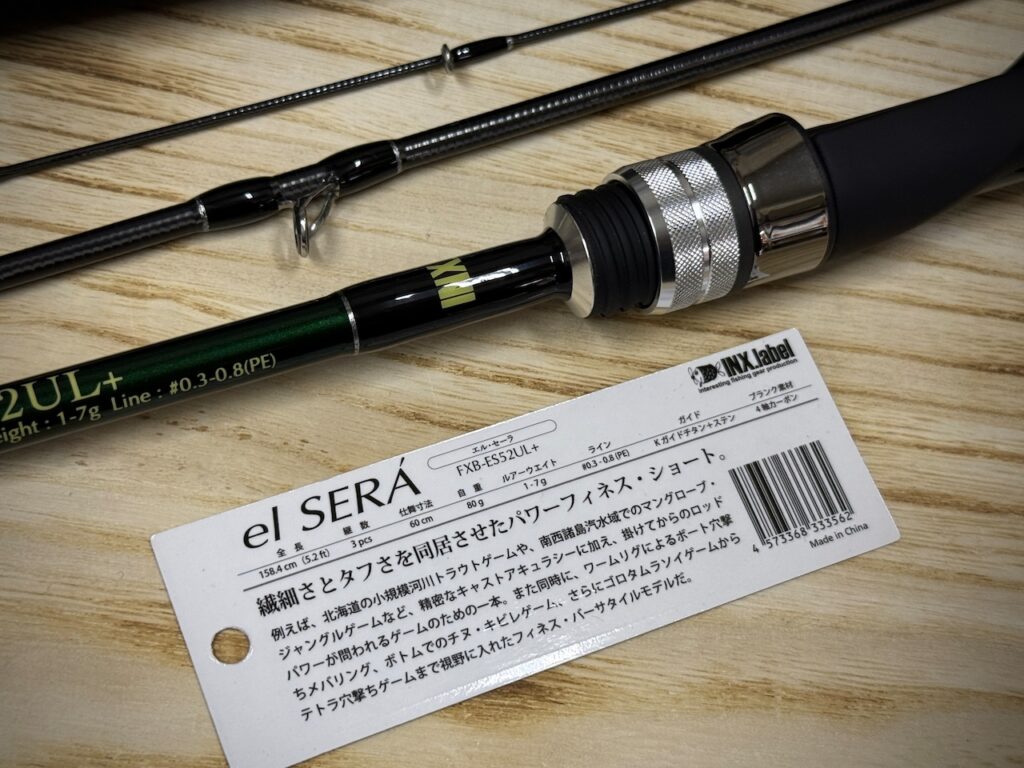 INX
2UL+
eight : 1-7g Line : #0.3-0.8(PE)
INX.label
interesting fishing gear production
el SERÁ
エル・セーラ
FXB-ES52UL+
全長 継数 仕舞寸法 自重 ルアーウエイト ライン ガイド ブランク素材
158.4 cm (5.2 ft) 3 pcs 60 cm 80 g 1 - 7 g #0.3 - 0.8 (PE) Kガイドチタン+ステン 4軸カーボン
繊細さとタフさを同居させたパワーフィネス・ショート。
例えば、北海道の小規模河川トラウトゲームや、南西諸島汽水域でのマングローブ・
ジャングルゲームなど、精密なキャストアキュラシーに加え、掛けてからのロッド
パワーが問われるゲームのための一本。また同時に、ワームリグによるボート穴撃
ちメバリング、ボトムでのチヌ・キビレゲーム、さらにゴロタムラソイゲームから
テトラ穴撃ちゲームまで視野に入れたフィネス・バーサタイルモデルだ。
4 573368 333562
Made in China